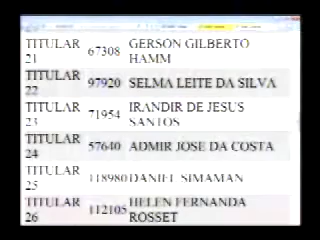 TITULAR 21 67308 GERSON GILBERTO HAMM
TITULAR 22 97920 SELMA LEITE DA SILVA
TITULAR 23 71954 IRANDIR DE JESUS SANTOS
TITULAR 24 57640 ADMIR JOSE DA COSTA
TITULAR 25 118980 DANIEL SIMAMAN
TITULAR 26 112105 HELEN FERNANDA ROSSET